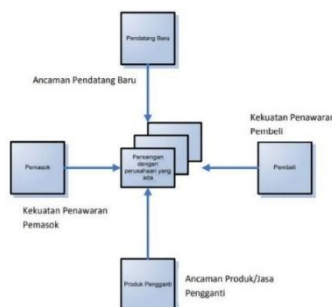 Pendatang Baru
Ancaman Pendatang Baru
Kekuatan Penawaran
Pembeli
Pemasok
Persaingan
dengan
perusahaan yang
ada
Pembeli
Kekuatan Penawaran
Pemasok
Produk Pengganti
Ancaman Produk/Jasa
Pengganti